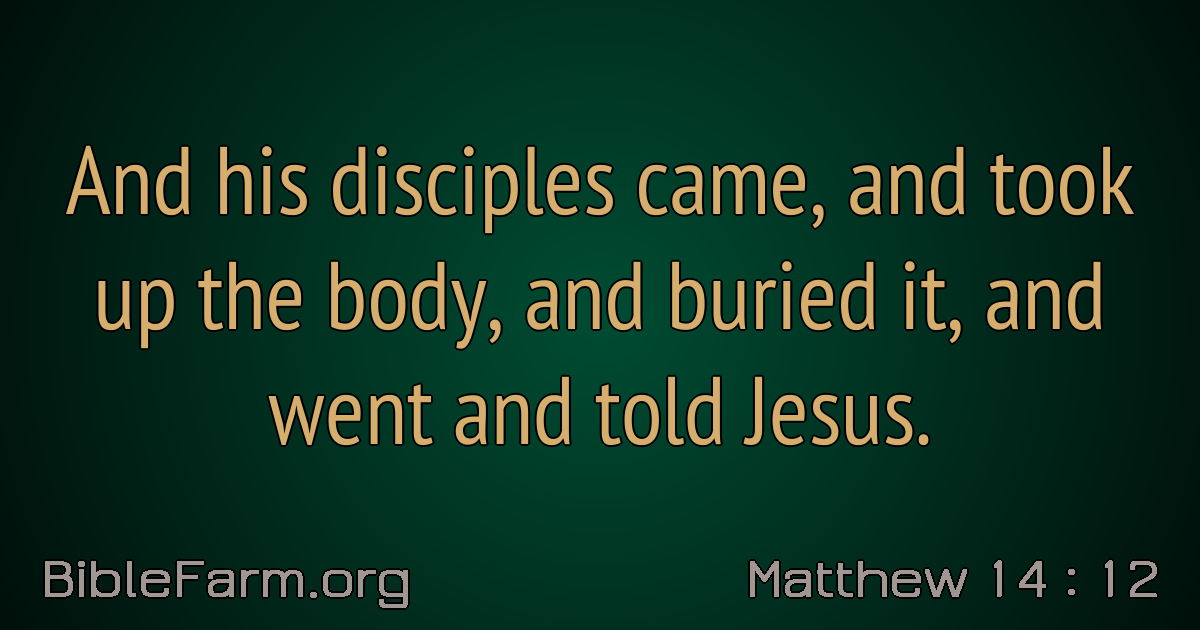 And his disciples came, and took
up the body, and buried it, and
went and told Jesus.
BibleFarm.org
Matthew 14 : 12